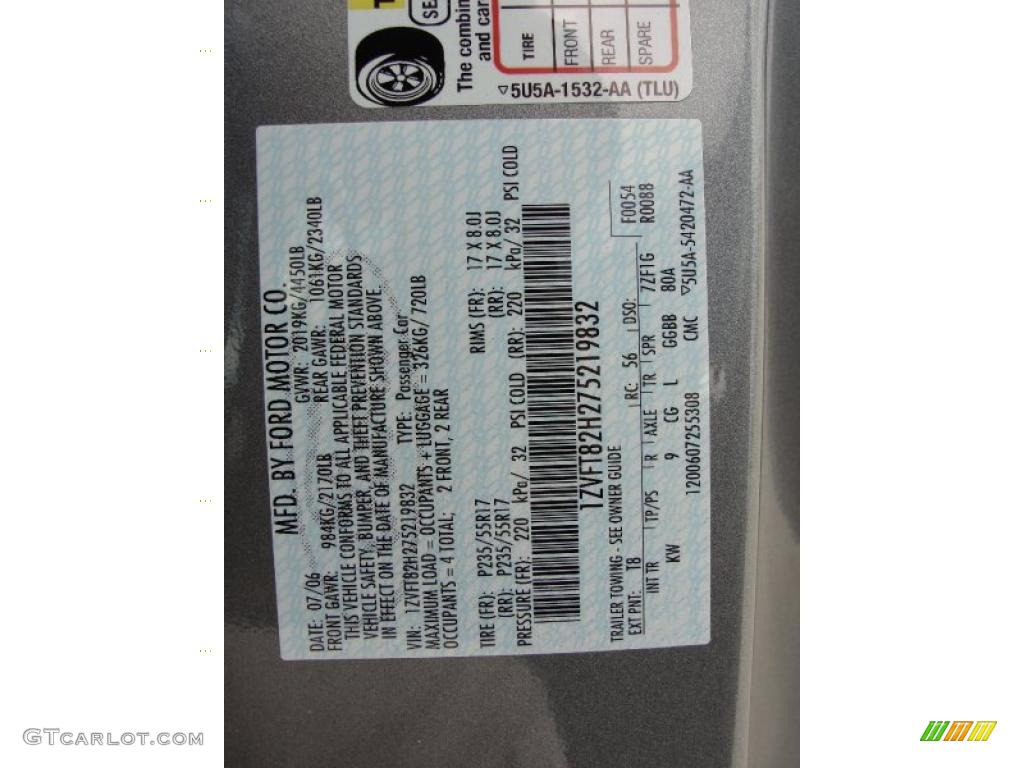 SE
The combin
and car
TIRE
FRONT
REAR
SPARE
5U5A-1532-AA (TLU)
MFD. BY FORD MOTOR CO.
DATE: 07/06 GVWR: 2019KG/4450LB
FRONT GAWR: 984KG/2170LB REAR GAWR: 1061KG/2340LB
THIS VEHICLE CONFORMS TO ALL APPLICABLE FEDERAL MOTOR
VEHICLE SAFETY, BUMPER, AND THEFT PREVENTION STANDARDS
IN EFFECT ON THE DATE OF MANUFACTURE SHOWN ABOVE.
VIN: 1ZVFT82H275219832 TYPE: Passenger Car
MAXIMUM LOAD = OCCUPANTS + LUGGAGE = 326KG/720LB
OCCUPANTS = 4 TOTAL; 2 FRONT, 2 REAR
TIRE (FR): P235/55R17 RIMS (FR): 17 X 8.0J
(RR): P235/55R17 (RR): 17 X 8.0J
PRESSURE (FR): 220 kPa/ 32 PSI COLD (RR): 220 kPa/ 32 PSI COLD
1ZVFT82H275219832
TRAILER TOWING - SEE OWNER GUIDE F0054
EXT PNT: T8 RC: 56 DSO: R0088
INT TR TP/PS R AXLE TR SPR 7ZF1G
KW 9 CG L GGBB 80A
1200607255308 CMC 5U5A-5420472-AA
GTCARLOT.COM